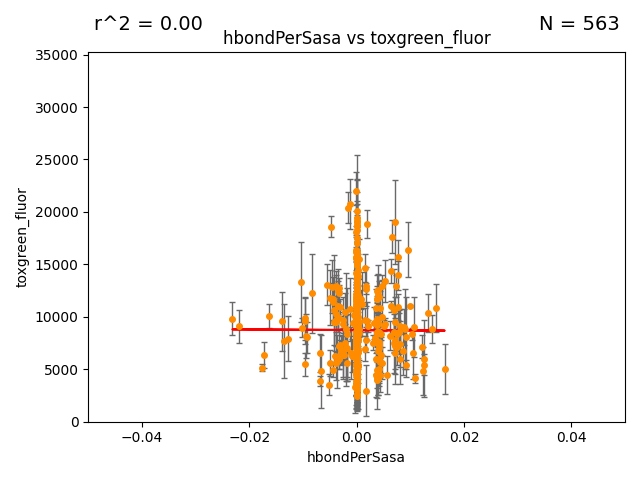 r^2 = 0.00
N = 563
hbondPerSasa vs toxgreen_fluor
35000
30000
25000
20000
15000
10000
5000
0
toxgreen_fluor
−0.04
−0.02
0.00
0.02
0.04
hbondPerSasa